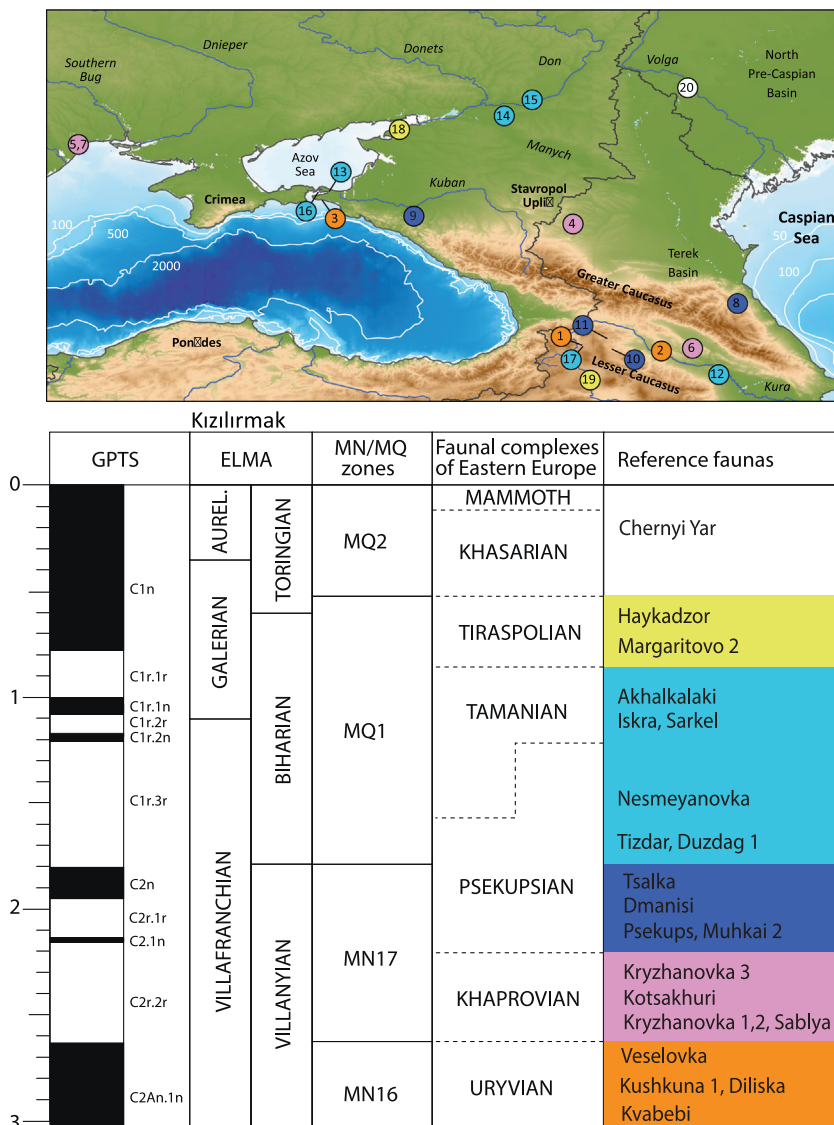 Dnieper
Donets
Don
Volga
North
Pre-Caspian
Basin
Southern
Bug
20
15
14
18
5,7
Azov
Sea
13
Manych
Crimea
Kuban
Stavropol
Upli
16
3
9
4
Caspian
Sea
100
500
2000
50
100
Terek
Basin
Greater Caucasus
8
Pon des
11
1
2
6
17
10
Lesser Caucasus
12
19
Kura
Kızılırmak
GPTS
ELMA
MN/MQ
zones
Faunal complexes
of Eastern Europe
Reference faunas
0
1
2
3
C1n
C1r.1r
C1r.1n
C1r.2r
C1r.2n
C1r.3r
C2n
C2r.1r
C2.1n
C2r.2r
C2An.1n
AUREL.
GALERIAN
VILLAFRANCHIAN
TORINGIAN
BIHARIAN
VILLANYIAN
MQ2
MQ1
MN17
MN16
MAMMOTH
KHASARIAN
TIRASPOLIAN
TAMANIAN
PSEKUPSIAN
KHAPROVIAN
URYVIAN
Chernyi Yar
Haykadzor
Margaritovo 2
Akhalkalaki
Iskra, Sarkel
Nesmeyanovka
Tizdar, Duzdag 1
Tsalka
Dmanisi
Psekups, Muhkai 2
Kryzhanovka 3
Kotsakhuri
Kryzhanovka 1,2, Sablya
Veselovka
Kushkuna 1, Diliska
Kvabebi